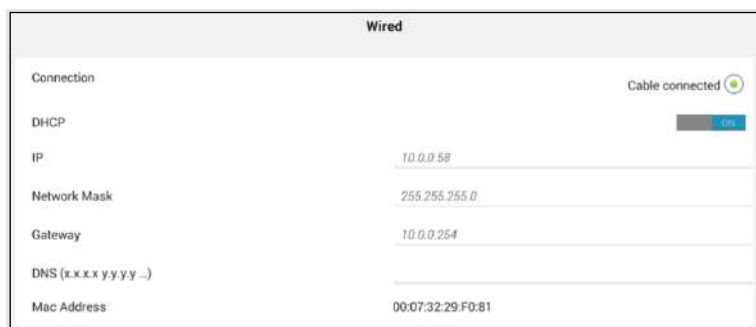 Wired
Connection
Cable connected
DHCP
ON
IP
10.0.0.58
Network Mask
255.255.255.0
Gateway
10.0.0.254
DNS (x.x.x.x y.y.y.y ...)
Mac Address
00:07:32:29:F0:81